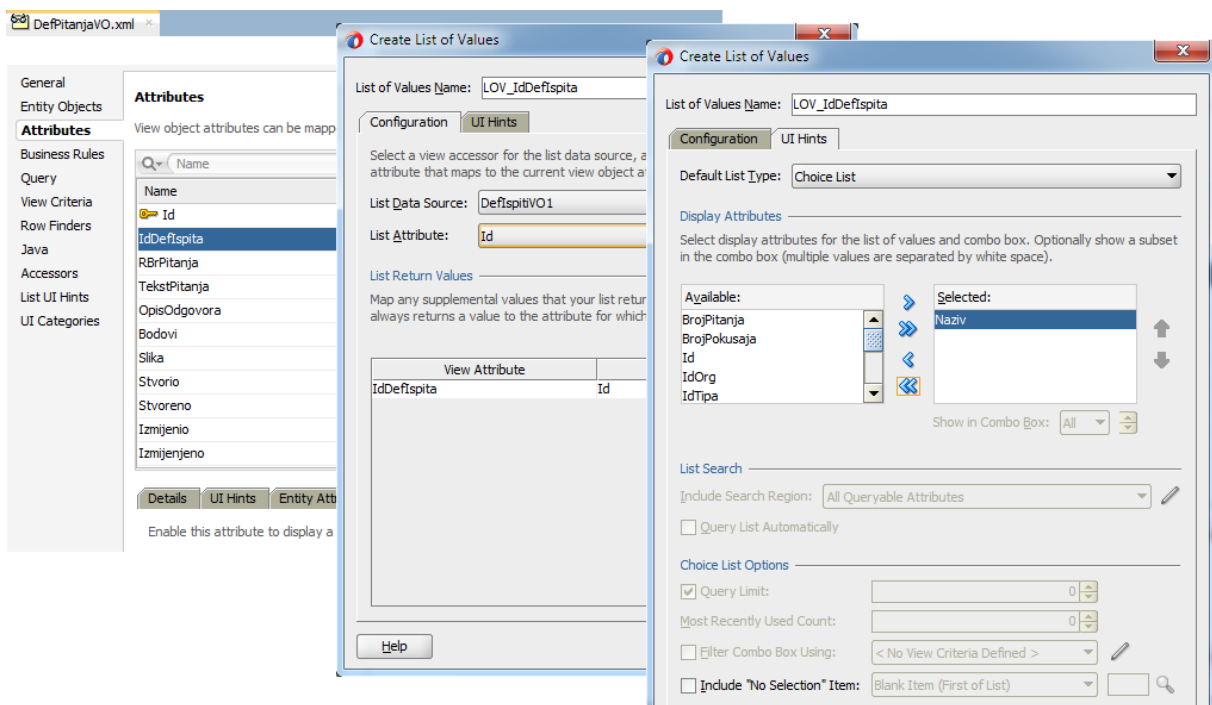 DefPitanjaVO.xml
General
Entity Objects
Attributes
Business Rules
Query
View Criteria
Row Finders
Java
Accessors
List UI Hints
UI Categories
Attributes
View object attributes can be mapp
Name
Name
Id
IdDefIspita
RBrPitanja
TekstPitanja
OpisOdgovora
Bodovi
Slika
Stvorio
Stvoreno
Izmijenio
Izmijenjeno
Details UI Hints Entity Att
Enable this attribute to display a
Create List of Values
List of Values Name: LOV_IdDefIspita
Configuration UI Hints
Select a view accessor for the list data source, a
attribute that maps to the current view object a
List Data Source: DefIspitiVO1
List Attribute: Id
List Return Values
Map any supplemental values that your list retur
always returns a value to the attribute for which
View Attribute
IdDefIspita Id
Help
Create List of Values
List of Values Name: LOV_IdDefIspita
Configuration UI Hints
Default List Type: Choice List
Display Attributes
Select display attributes for the list of values and combo box. Optionally show a subset
in the combo box (multiple values are separated by white space).
Available: Selected:
BrojPitanja Naziv
BrojPokusaja
Id
IdOrg
IdTipa
Show in Combo Box: All
List Search
Include Search Region: All Queryable Attributes
Query List Automatically
Choice List Options
Query Limit: 0
Most Recently Used Count: 0
Filter Combo Box Using: < No View Criteria Defined >
Include "No Selection" Item: Blank Item (First of List)